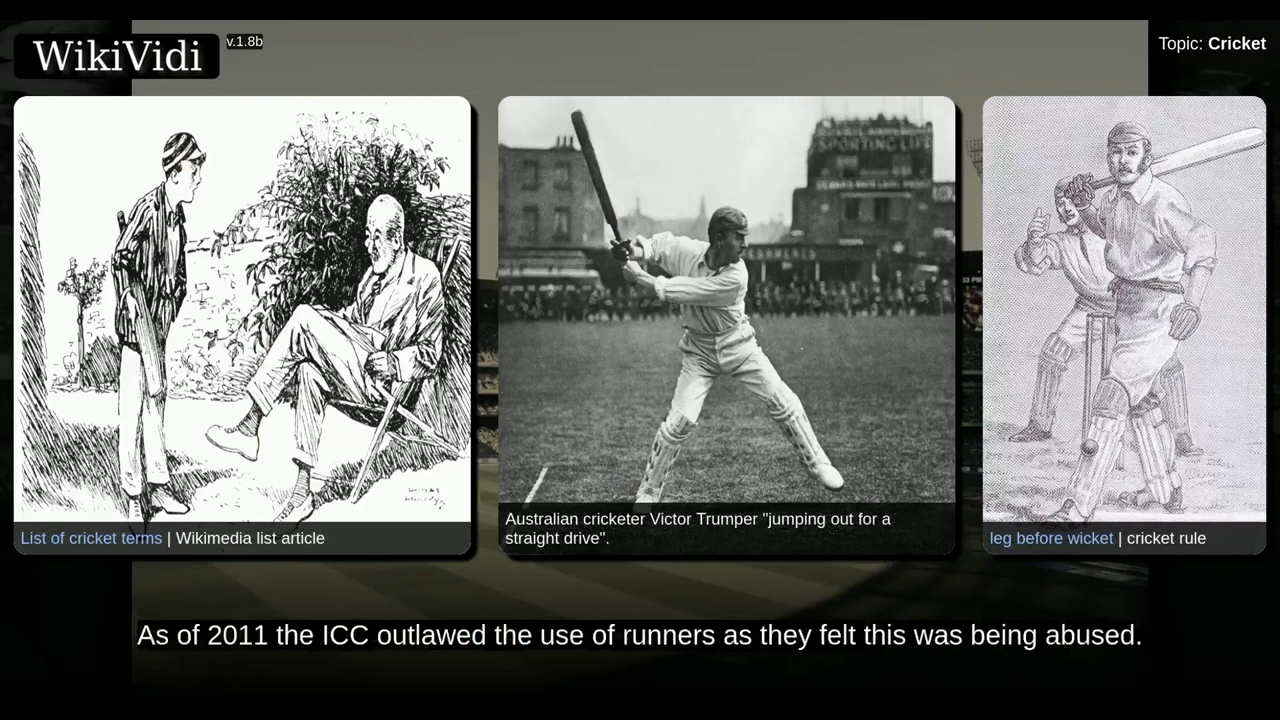 WikiVidi
v.1.8b
Topic: Cricket
SPORTING LIFE
List of cricket terms | Wikimedia list article
Australian cricketer Victor Trumper "jumping out for a
straight drive".
leg before wicket | cricket rule
As of 2011 the ICC outlawed the use of runners as they felt this was being abused.